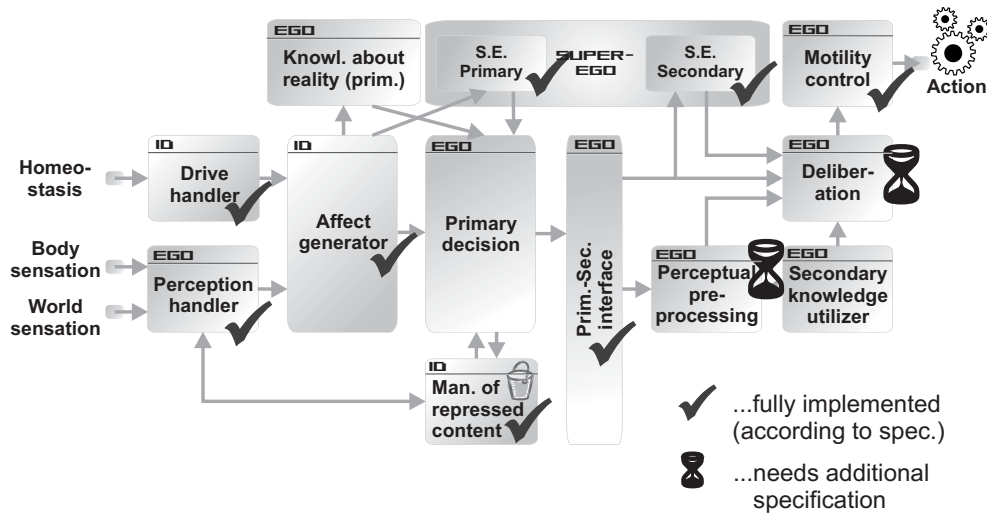 EGO
Knowl. about
reality (prim.)
S.E.
Primary
SUPER-
EGO
S.E.
Secondary
EGO
Motility
control
Action
Homeo-
stasis
ID
Drive
handler
ID
Affect
generator
EGO
Primary
decision
EGO
Prim.-Sec.
interface
EGO
Deliber-
ation
Body
sensation
World
sensation
EGO
Perception
handler
EGO
Perceptual
pre-
processing
EGO
Secondary
knowledge
utilizer
ID
Man. of
repressed
content
...fully implemented
(according to spec.)
...needs additional
specification